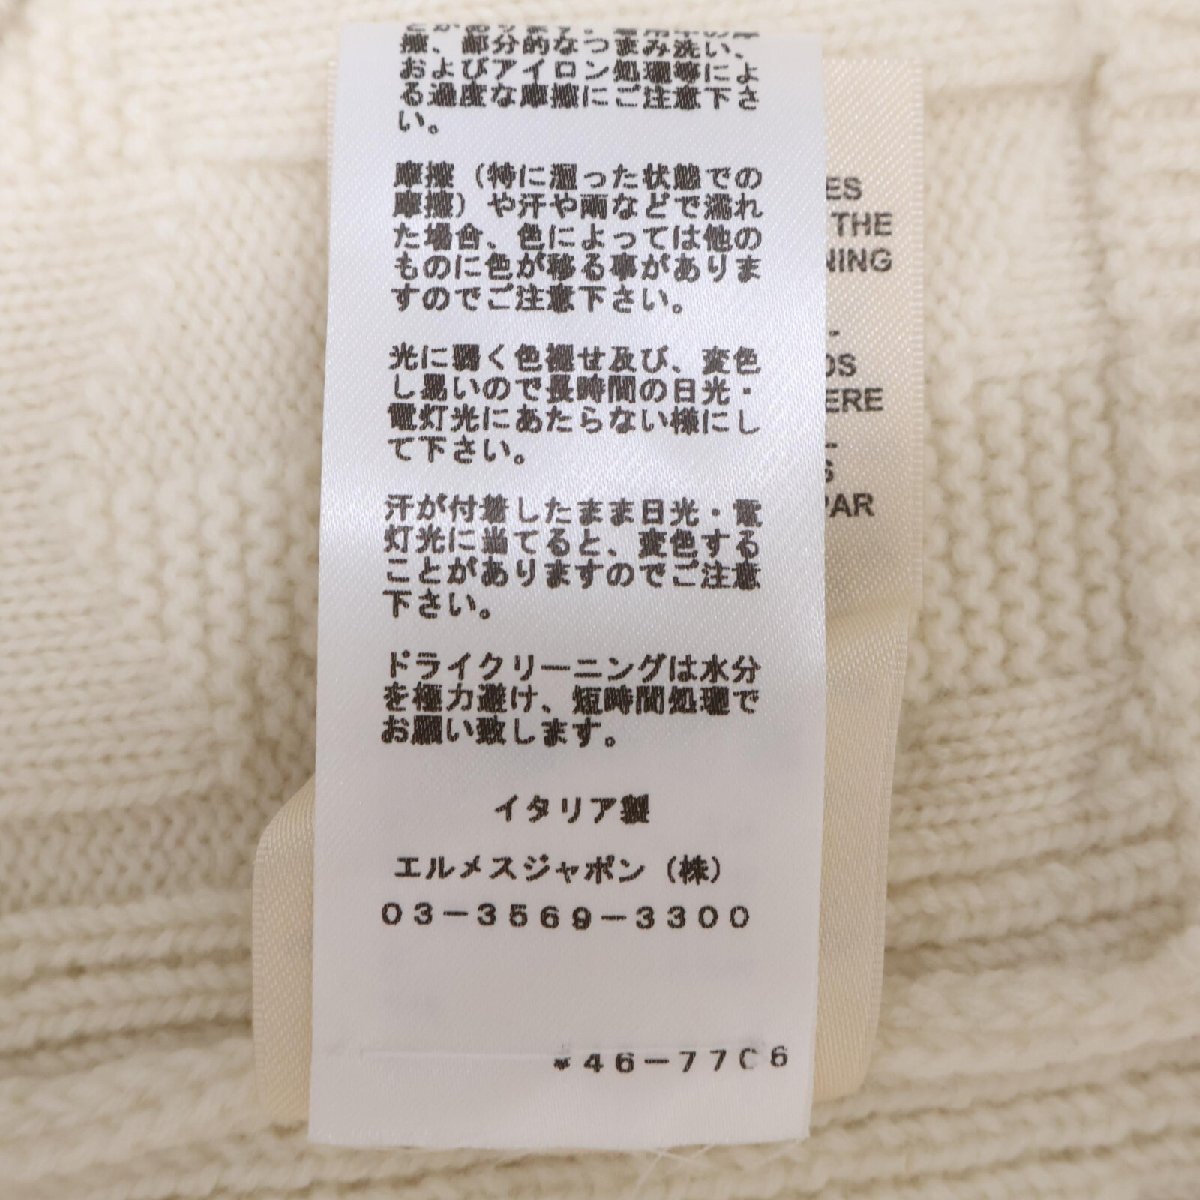 擦、部分的なつまみ洗い、
およびアイロン処理等によ
る過度な摩擦にご注意下さ
い。
摩擦（特に湿った状態での
摩擦）や汗や雨などで濡れ
た場合、色によっては他の
ものに色が移る事がありま
すのでご注意下さい。
光に弱く色褪せ及び、変色
し易いので長時間の日光・
電灯光にあたらない様にし
て下さい。
汗が付着したまま日光・電
灯光に当てると、変色する
ことがありますのでご注意
下さい。
ドライクリーニングは水分
を極力避け、短時間処理で
お願い致します。
イタリア製
エルメスジャポン（株）
03-3569-3300
*46-7706
ES
THE
NING
-
DS
ERE
-
S
PAR